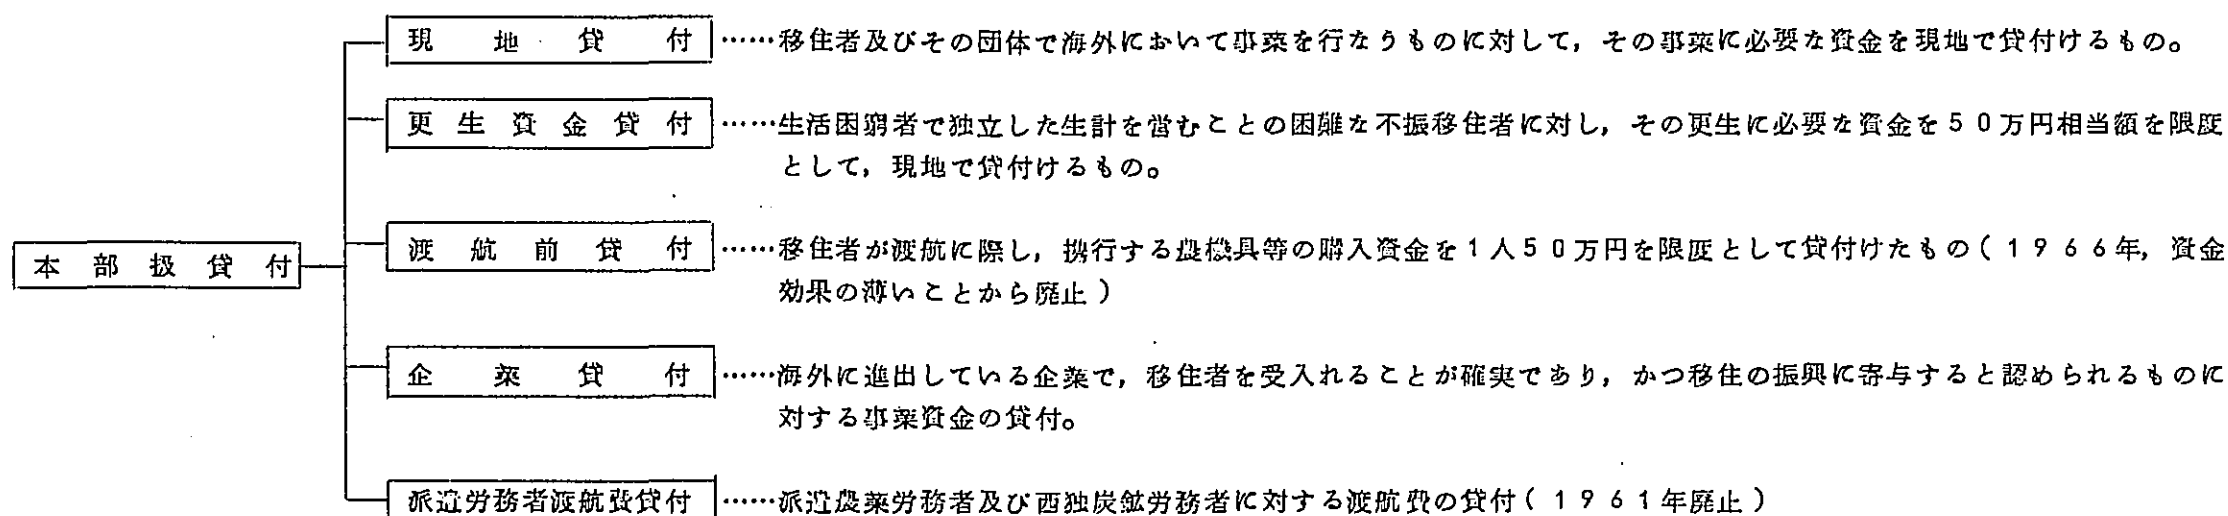 現地貸付……移住者及びその団体で海外において事業を行なうものに対して，その事業に必要な資金を現地で貸付けるもの。
更生資金貸付……生活困窮者で独立した生計を営むことの困難な不振移住者に対し，その更生に必要な資金を50万円相当額を限度
として，現地で貸付けるもの。
本部扱貸付
渡航前貸付……移住者が渡航に際し，携行する農機具等の購入資金を1人50万円を限度として貸付けたもの（1966年，資金
効果の薄いことから廃止）
企業貸付……海外に進出している企業で，移住者を受入れることが確実であり，かつ移住の振興に寄与すると認められるものに
対する事業資金の貸付。
派遣労務者渡航費貸付……派遣農業労務者及び西独炭鉱労務者に対する渡航費の貸付（1961年廃止）